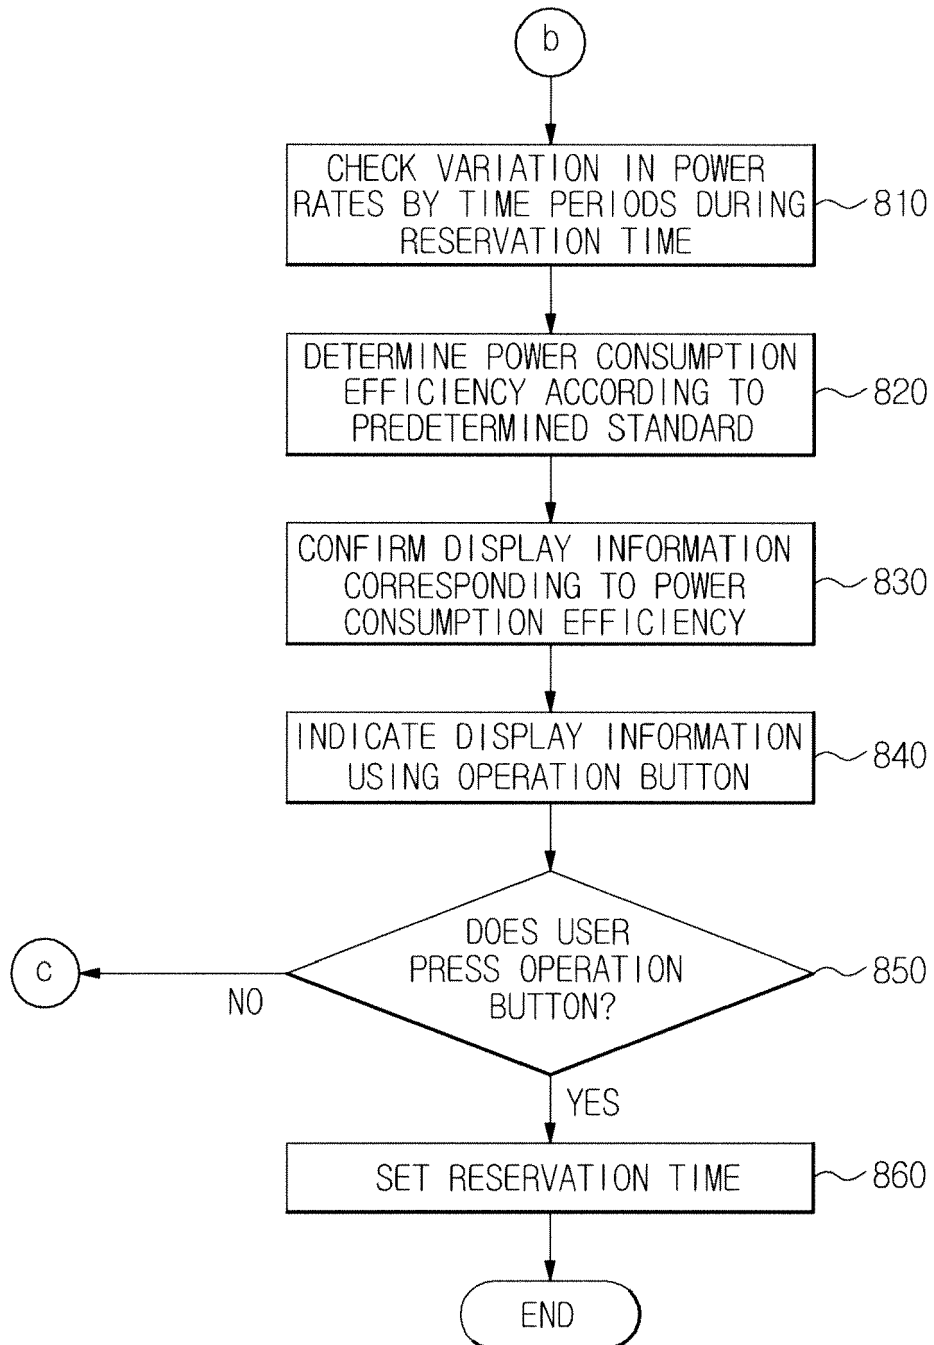 b
CHECK VARIATION IN POWER
RATES BY TIME PERIODS DURING
RESERVATION TIME
810
DETERMINE POWER CONSUMPTION
EFFICIENCY ACCORDING TO
PREDETERMINED STANDARD
820
CONFIRM DISPLAY INFORMATION
CORRESPONDING TO POWER
CONSUMPTION EFFICIENCY
830
INDICATE DISPLAY INFORMATION
USING OPERATION BUTTON
840
DOES USER
PRESS OPERATION
BUTTON?
850
c
NO
YES
SET RESERVATION TIME
860
END